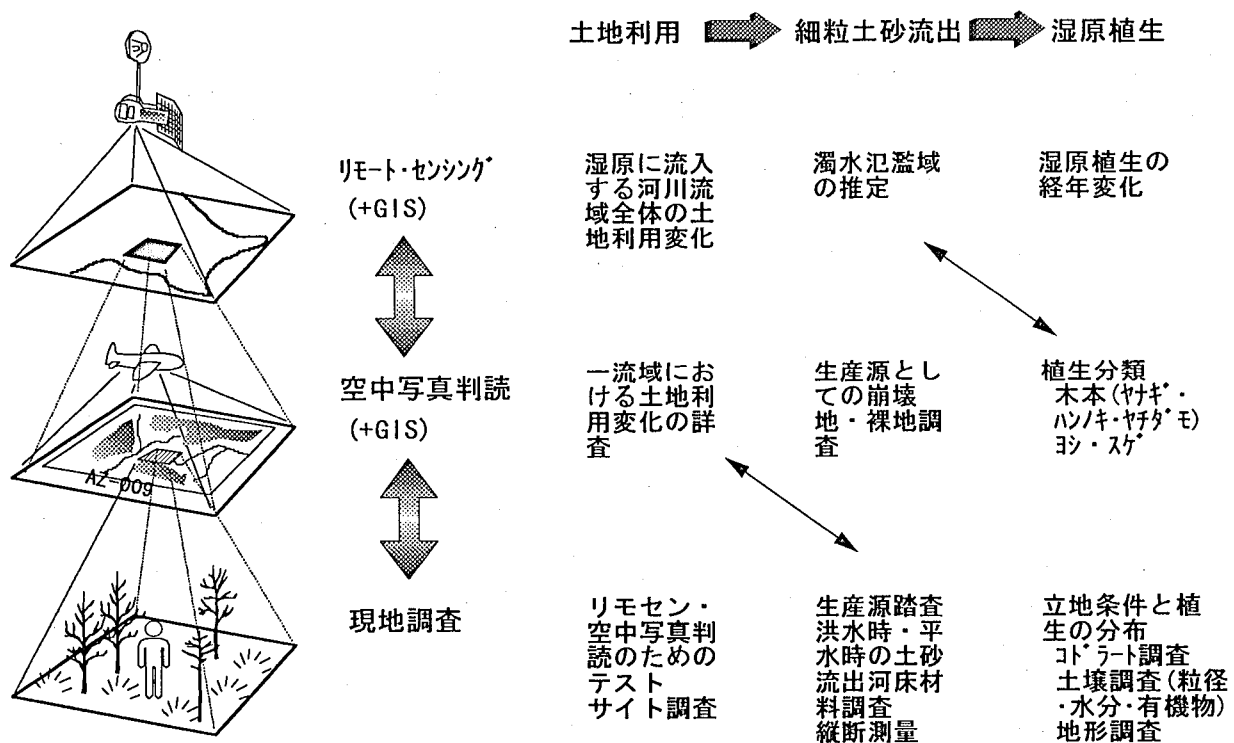 土地利用 細粒土砂流出 湿原植生
リモート・センシング
(+GIS)
湿原に流入
する河川流
域全体の土
地利用変化
濁水氾濫域
の推定
湿原植生の
経年変化
空中写真判読
(+GIS)
一流域にお
ける土地利
用変化の詳
査
生産源とし
ての崩壊
地・裸地調
査
植生分類
木本(ヤナギ・
ハンノキ・ヤチダモ)
ヨシ・スゲ
AZ-009
現地調査
リモセン・
空中写真判
読のための
テスト
サイト調査
生産源踏査
洪水時・平
水時の土砂
流出河床材
料調査
縦断測量
立地条件と植
生の分布
コドラート調査
土壌調査(粒径
・水分・有機物)
地形調査